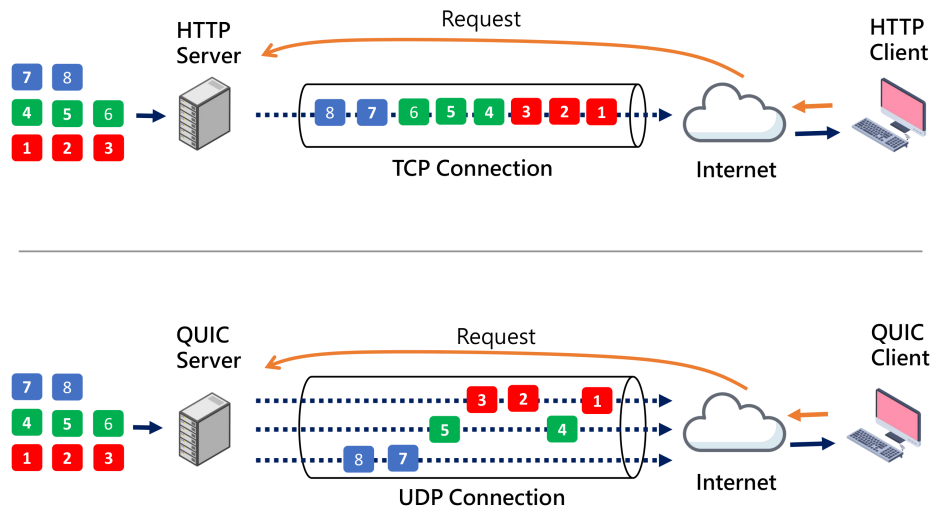 Request
HTTP
Server
HTTP
Client
7 8
4 5 6
1 2 3
8 7 6 5 4 3 2 1
TCP Connection
Internet
Request
QUIC
Server
QUIC
Client
7 8
4 5 6
1 2 3
3 2 1
5 4
8 7
UDP Connection
Internet